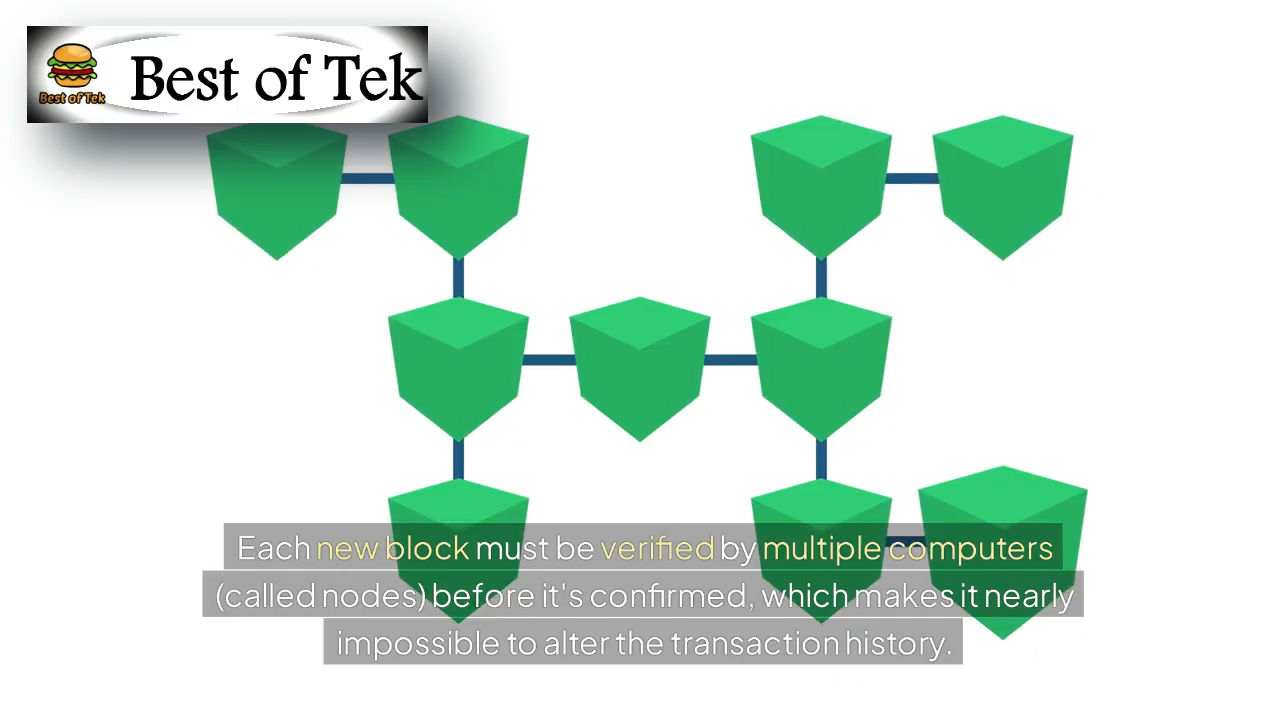 Best of Tek
Best of Tek
Each new block must be verified by multiple computers
(called nodes) before it's confirmed, which makes it nearly
impossible to alter the transaction history.